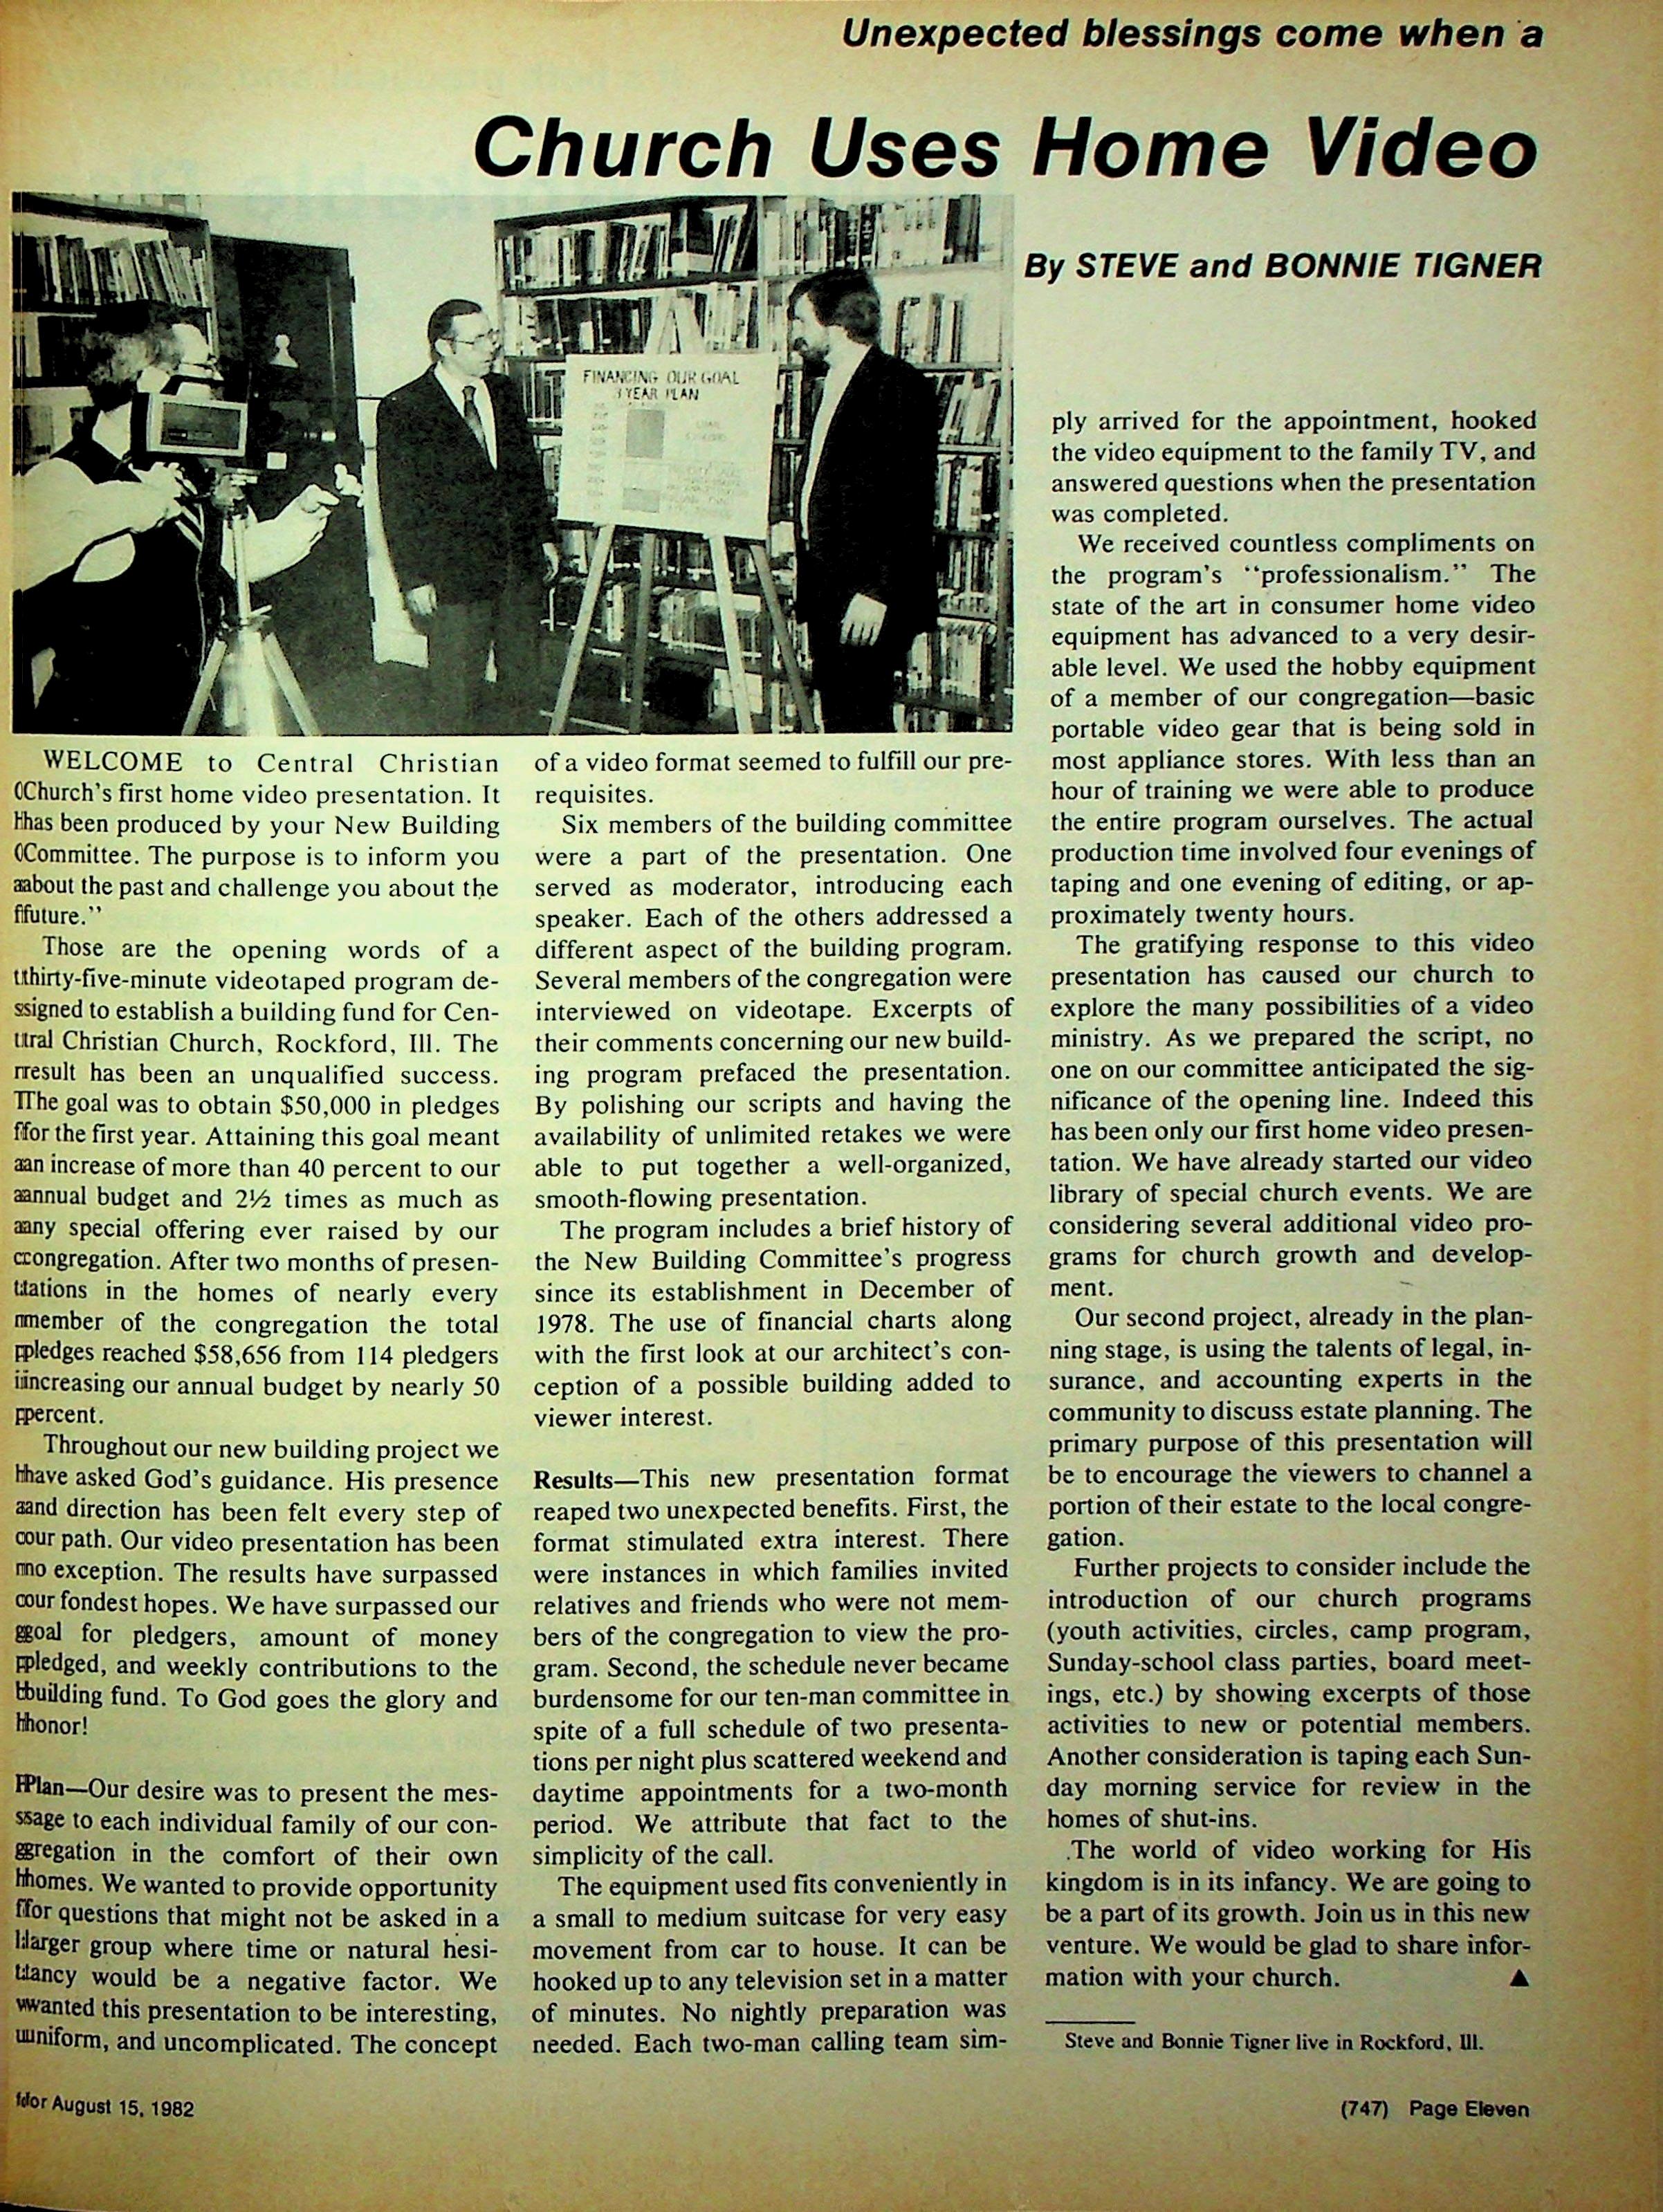 Unexpected blessings come when a
Church Uses Home Video
By STEVE and BONNIE TIGNER
FINANCING OUR GOAL
3 YEAR PLAN
WELCOME to Central Christian
Church's first home video presentation. It
has been produced by your New Building
Committee. The purpose is to inform you
about the past and challenge you about the
future.”
Those are the opening words of a
thirty-five-minute videotaped program de-
signed to establish a building fund for Cen-
tral Christian Church, Rockford, Ill. The
result has been an unqualified success.
The goal was to obtain $50,000 in pledges
for the first year. Attaining this goal meant
an increase of more than 40 percent to our
annual budget and 2½ times as much as
any special offering ever raised by our
congregation. After two months of presen-
tations in the homes of nearly every
member of the congregation the total
pledges reached $58,656 from 114 pledgers
increasing our annual budget by nearly 50
percent.
Throughout our new building project we
have asked God's guidance. His presence
and direction has been felt every step of
our path. Our video presentation has been
no exception. The results have surpassed
our fondest hopes. We have surpassed our
goal for pledgers, amount of money
pledged, and weekly contributions to the
building fund. To God goes the glory and
honor!
Plan—Our desire was to present the mes-
sage to each individual family of our con-
gregation in the comfort of their own
homes. We wanted to provide opportunity
for questions that might not be asked in a
larger group where time or natural hesi-
tancy would be a negative factor. We
wanted this presentation to be interesting,
uniform, and uncomplicated. The concept
of a video format seemed to fulfill our pre-
requisites.
Six members of the building committee
were a part of the presentation. One
served as moderator, introducing each
speaker. Each of the others addressed a
different aspect of the building program.
Several members of the congregation were
interviewed on videotape. Excerpts of
their comments concerning our new build-
ing program prefaced the presentation.
By polishing our scripts and having the
availability of unlimited retakes we were
able to put together a well-organized,
smooth-flowing presentation.
The program includes a brief history of
the New Building Committee's progress
since its establishment in December of
1978. The use of financial charts along
with the first look at our architect's con-
ception of a possible building added to
viewer interest.
Results—This new presentation format
reaped two unexpected benefits. First, the
format stimulated extra interest. There
were instances in which families invited
relatives and friends who were not mem-
bers of the congregation to view the pro-
gram. Second, the schedule never became
burdensome for our ten-man committee in
spite of a full schedule of two presenta-
tions per night plus scattered weekend and
daytime appointments for a two-month
period. We attribute that fact to the
simplicity of the call.
The equipment used fits conveniently in
a small to medium suitcase for very easy
movement from car to house. It can be
hooked up to any television set in a matter
of minutes. No nightly preparation was
needed. Each two-man calling team sim-
ply arrived for the appointment, hooked
the video equipment to the family TV, and
answered questions when the presentation
was completed.
We received countless compliments on
the program's “professionalism.” The
state of the art in consumer home video
equipment has advanced to a very desir-
able level. We used the hobby equipment
of a member of our congregation—basic
portable video gear that is being sold in
most appliance stores. With less than an
hour of training we were able to produce
the entire program ourselves. The actual
production time involved four evenings of
taping and one evening of editing, or ap-
proximately twenty hours.
The gratifying response to this video
presentation has caused our church to
explore the many possibilities of a video
ministry. As we prepared the script, no
one on our committee anticipated the sig-
nificance of the opening line. Indeed this
has been only our first home video presen-
tation. We have already started our video
library of special church events. We are
considering several additional video pro-
grams for church growth and develop-
ment.
Our second project, already in the plan-
ning stage, is using the talents of legal, in-
surance, and accounting experts in the
community to discuss estate planning. The
primary purpose of this presentation will
be to encourage the viewers to channel a
portion of their estate to the local congre-
gation.
Further projects to consider include the
introduction of our church programs
(youth activities, circles, camp program,
Sunday-school class parties, board meet-
ings, etc.) by showing excerpts of those
activities to new or potential members.
Another consideration is taping each Sun-
day morning service for review in the
homes of shut-ins.
The world of video working for His
kingdom is in its infancy. We are going to
be a part of its growth. Join us in this new
venture. We would be glad to share infor-
mation with your church. ▲
Steve and Bonnie Tigner live in Rockford, Ill.
for August 15, 1982
(747) Page Eleven